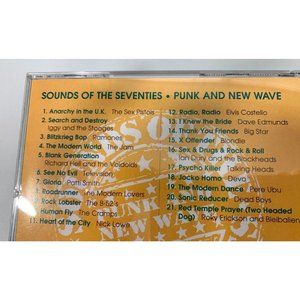 SOUNDS OF THE SEVENTIES • PUNK AND NEW WAVE
1. Anarchy in the U.K. The Sex Pistols
2. Search and Destroy
Iggy and the Stooges
3. Blitzkrieg Bop Ramones
4. The Modern World The Jam
5. Blank Generation
Richard Hell and the Voidoids
6. See No Evil Television
7. Gloria Patti Smith
8. Roadrunner The Modern Lovers
9. Rock Lobster The B-52's
10. Human Fly The Cramps
11. Heart of the City Nick Lowe
12. Radio, Radio Elvis Costello
13. I Knew the Bride Dave Edmunds
14. Thank You Friends Big Star
15. X Offender Blondie
16. Sex & Drugs & Rock & Roll
Ian Dury and the Blockheads
17. Psycho Killer Talking Heads
18. Jocko Homo Devo
19. The Modern Dance Pere Ubu
20. Sonic Reducer Dead Boys
21. Red Temple Prayer (Two Headed
Dog) Roky Erickson and Bleibalien